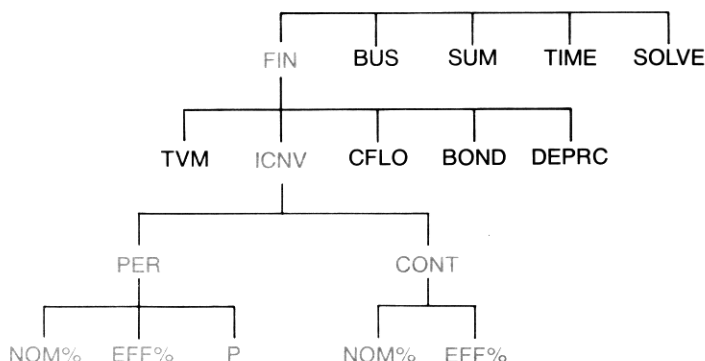 FIN BUS SUM TIME SOLVE
TVM ICNV CFLO BOND DEPRC
PER CONT
NOM% EFF% P NOM% EFF%